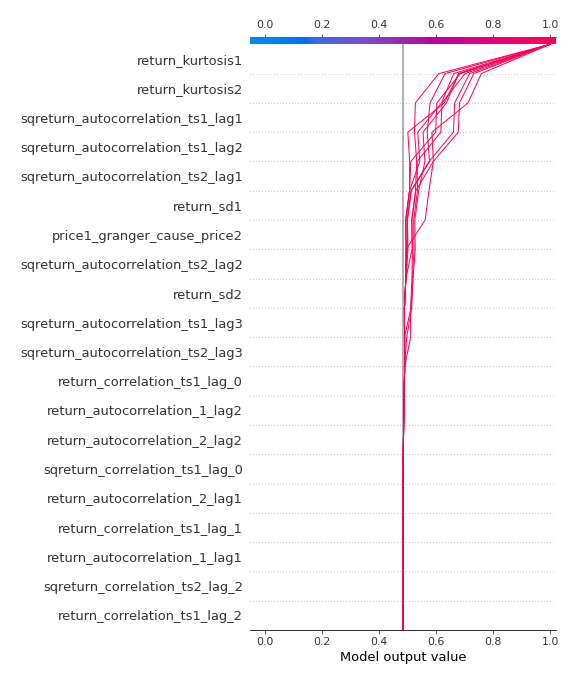 0.0 0.2 0.4 0.6 0.8 1.0
return_kurtosis1
return_kurtosis2
sqreturn_autocorrelation_ts1_lag1
sqreturn_autocorrelation_ts1_lag2
sqreturn_autocorrelation_ts2_lag1
return_sd1
price1_granger_cause_price2
sqreturn_autocorrelation_ts2_lag2
return_sd2
sqreturn_autocorrelation_ts1_lag3
sqreturn_autocorrelation_ts2_lag3
return_correlation_ts1_lag_0
return_autocorrelation_1_lag2
return_autocorrelation_2_lag2
sqreturn_correlation_ts1_lag_0
return_autocorrelation_2_lag1
return_correlation_ts1_lag_1
return_autocorrelation_1_lag1
sqreturn_correlation_ts2_lag_2
return_correlation_ts1_lag_2
0.0 0.2 0.4 0.6 0.8 1.0
Model output value